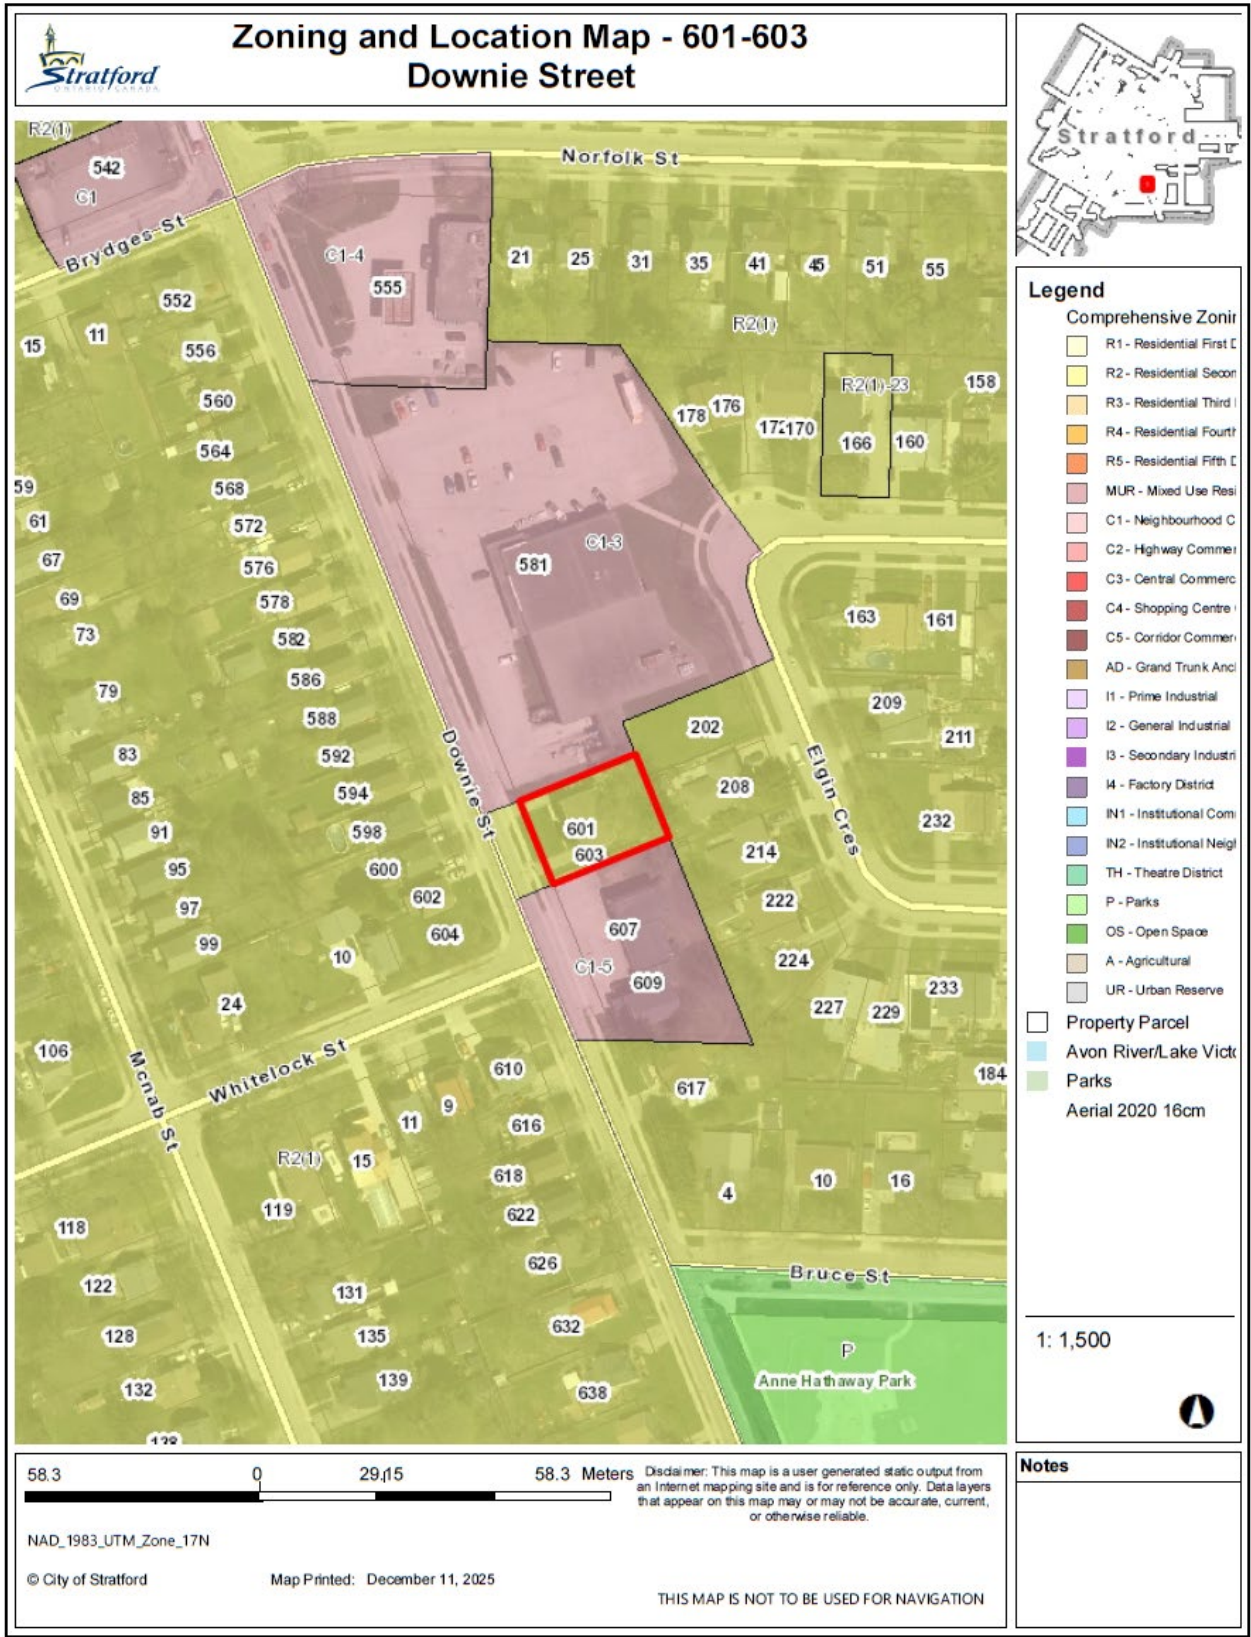 Stratford
ONTARIO CANADA
Zoning and Location Map - 601-603
Downie Street
Stratford
R2(1)
542
C1
Brydges St
Norfolk St
C1-4
555
21
25
31
35
41
45
51
55
R2(1)
552
11
15
556
560
564
568
572
576
578
582
586
588
592
594
598
600
602
604
59
61
67
69
73
79
83
85
91
95
97
99
178
176
172
170
R2(1)-23
166
160
158
C1-3
581
163
161
209
211
202
208
214
222
224
227
229
232
233
184
Downie St
Elgin Cres
601
603
607
C1-5
609
10
24
106
Mcnab St
Whitelock St
610
9
11
616
R2(1)
15
618
119
622
626
118
122
128
132
131
135
139
632
638
617
4
10
16
Bruce St
P
Anne Hathaway Park
Legend
Comprehensive Zonin
R1 - Residential First D
R2 - Residential Secon
R3 - Residential Third
R4 - Residential Fourth
R5 - Residential Fifth D
MUR - Mixed Use Resi
C1 - Neighbourhood C
C2 - Highway Commer
C3 - Central Commerc
C4 - Shopping Centre
C5 - Corridor Commer
AD - Grand Trunk Anc
I1 - Prime Industrial
I2 - General Industrial
I3 - Secondary Industri
I4 - Factory District
IN1 - Institutional Com
IN2 - Institutional Neigh
TH - Theatre District
P - Parks
OS - Open Space
A - Agricultural
UR - Urban Reserve
Property Parcel
Avon River/Lake Victo
Parks
Aerial 2020 16cm
1: 1,500
58.3 0 29.15 58.3 Meters
Disclaimer: This map is a user generated static output from
an Internet mapping site and is for reference only. Data layers
that appear on this map may or may not be accurate, current,
or otherwise reliable.
NAD_1983_UTM_Zone_17N
© City of Stratford
Map Printed: December 11, 2025
THIS MAP IS NOT TO BE USED FOR NAVIGATION
Notes